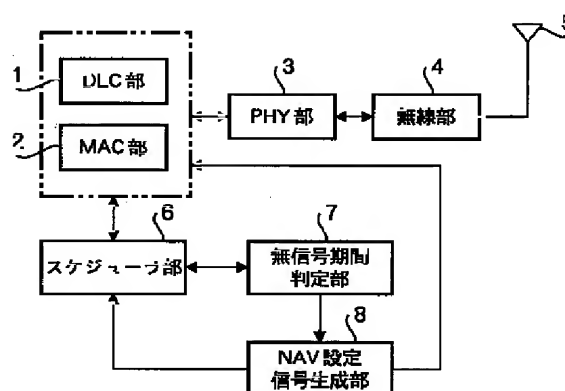 5
3
4
1
DLC部
PHY部
無線部
2
MAC部
6
7
スケジューラ部
無信号期間
判定部
8
NAV設定
信号生成部